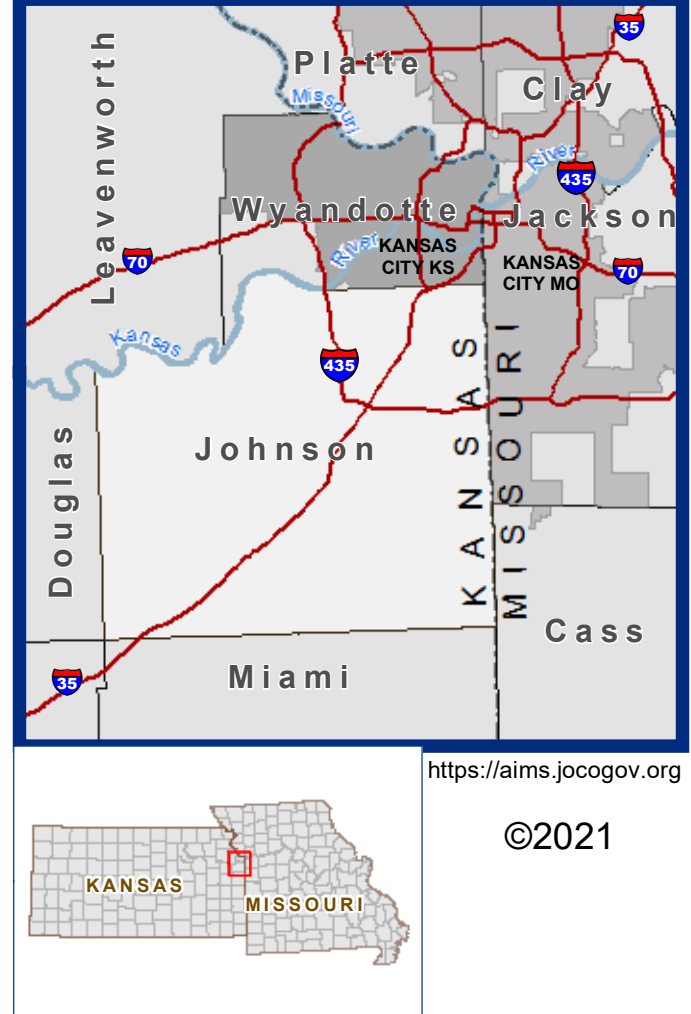 35
Platte
Clay
Missouri
River
435
Leavenworth
Wyandotte
Jackson
River
KANSAS
CITY KS
KANSAS
CITY MO
70
70
Kansas
435
KANSAS
MISSOURI
Johnson
Douglas
Cass
Miami
35
https://aims.jocogov.org
©2021
KANSAS
MISSOURI